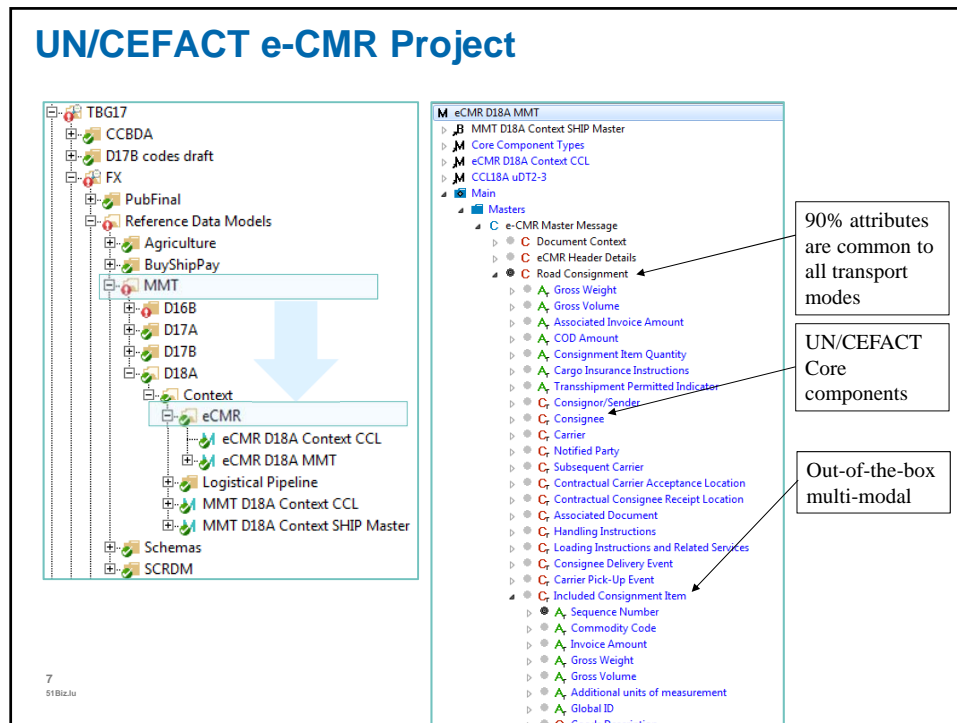 UN/CEFACT e-CMR Project
TBG17
CCBDA
D17B codes draft
FX
PubFinal
Reference Data Models
Agriculture
BuyShipPay
MMT
D16B
D17A
D17B
D18A
Context
eCMR
eCMR D18A Context CCL
eCMR D18A MMT
Logistical Pipeline
MMT D18A Context CCL
MMT D18A Context SHIP Master
Schemas
SCRDM
M eCMR D18A MMT
B MMT D18A Context SHIP Master
M Core Component Types
M eCMR D18A Context CCL
M CCL18A uDT2-3
Main
Masters
C e-CMR Master Message
C Document Context
C eCMR Header Details
C Road Consignment
A Gross Weight
A Gross Volume
A Associated Invoice Amount
A COD Amount
A Consignment Item Quantity
A Cargo Insurance Instructions
A Transshipment Permitted Indicator
C Consignor/Sender
C Consignee
C Carrier
C Notified Party
C Subsequent Carrier
C Contractual Carrier Acceptance Location
C Contractual Consignee Receipt Location
C Associated Document
C Handling Instructions
C Loading Instructions and Related Services
C Consignee Delivery Event
C Carrier Pick-Up Event
C Included Consignment Item
A Sequence Number
A Commodity Code
A Invoice Amount
A Gross Weight
A Gross Volume
A Additional units of measurement
A Global ID
90% attributes
are common to
all transport
modes
UN/CEFACT
Core
components
Out-of-the-box
multi-modal
7
51Biz.lu